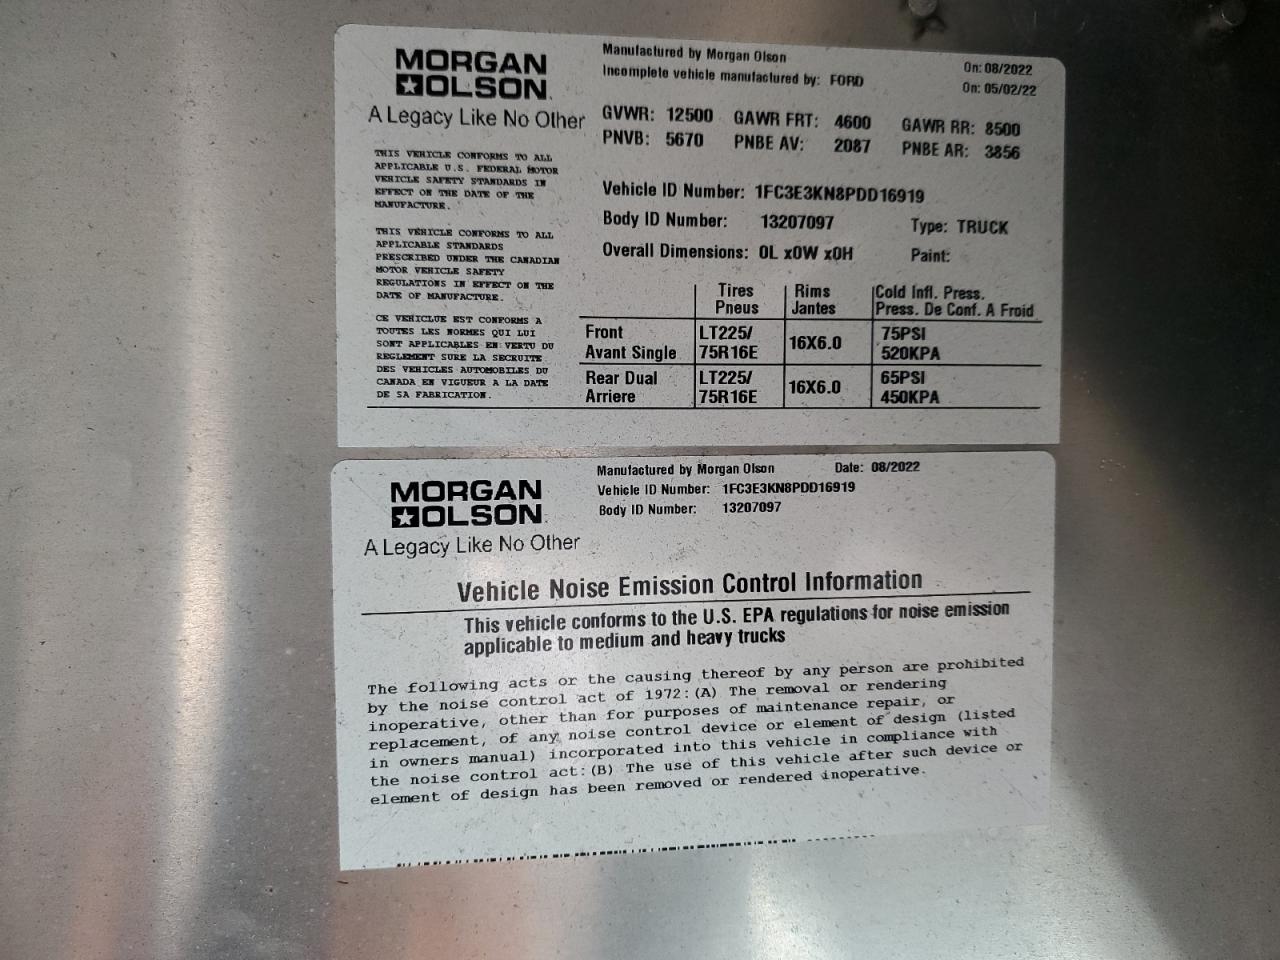 MORGAN
OLSON
A Legacy Like No Other
Manufactured by Morgan Olson On: 08/2022
Incomplete vehicle manufactured by: FORD On: 05/02/22
GVWR: 12500 GAWR FRT: 4600 GAWR RR: 8500
PNVB: 5670 PNBE AV: 2087 PNBE AR: 3856
THIS VEHICLE CONFORMS TO ALL
APPLICABLE U.S. FEDERAL MOTOR
VEHICLE SAFETY STANDARDS IN
EFFECT ON THE DATE OF THE
MANUFACTURE.
THIS VEHICLE CONFORMS TO ALL
APPLICABLE STANDARDS
PRESCRIBED UNDER THE CANADIAN
MOTOR VEHICLE SAFETY
REGULATIONS IN EFFECT ON THE
DATE OF MANUFACTURE.
CE VEHICLUE EST CONFORMS A
TOUTES LES NORMES QUI LUI
SONT APPLICABLES EN VERTU DU
REGLEMENT SURE LA SECRUITE
DES VEHICLES AUTOMOBILES DU
CANADA EN VIGUEUR A LA DATE
DE SA FABRICATION.
Vehicle ID Number: 1FC3E3KN8PDD16919
Body ID Number: 13207097 Type: TRUCK
Overall Dimensions: 0L x0W x0H Paint:
Tires Rims Cold Infl. Press.
Pneus Jantes Press. De Conf. A Froid
Front LT225/ 16X6.0 75PSI
Avant Single 75R16E 520KPA
Rear Dual LT225/ 16X6.0 65PSI
Arriere 75R16E 450KPA
MORGAN
OLSON
A Legacy Like No Other
Manufactured by Morgan Olson Date: 08/2022
Vehicle ID Number: 1FC3E3KN8PDD16919
Body ID Number: 13207097
Vehicle Noise Emission Control Information
This vehicle conforms to the U.S. EPA regulations for noise emission
applicable to medium and heavy trucks
The following acts or the causing thereof by any person are prohibited
by the noise control act of 1972:(A) The removal or rendering
inoperative, other than for purposes of maintenance repair, or
replacement, of any noise control device or element of design (listed
in owners manual) incorporated into this vehicle in compliance with
the noise control act:(B) The use of this vehicle after such device or
element of design has been removed or rendered inoperative.